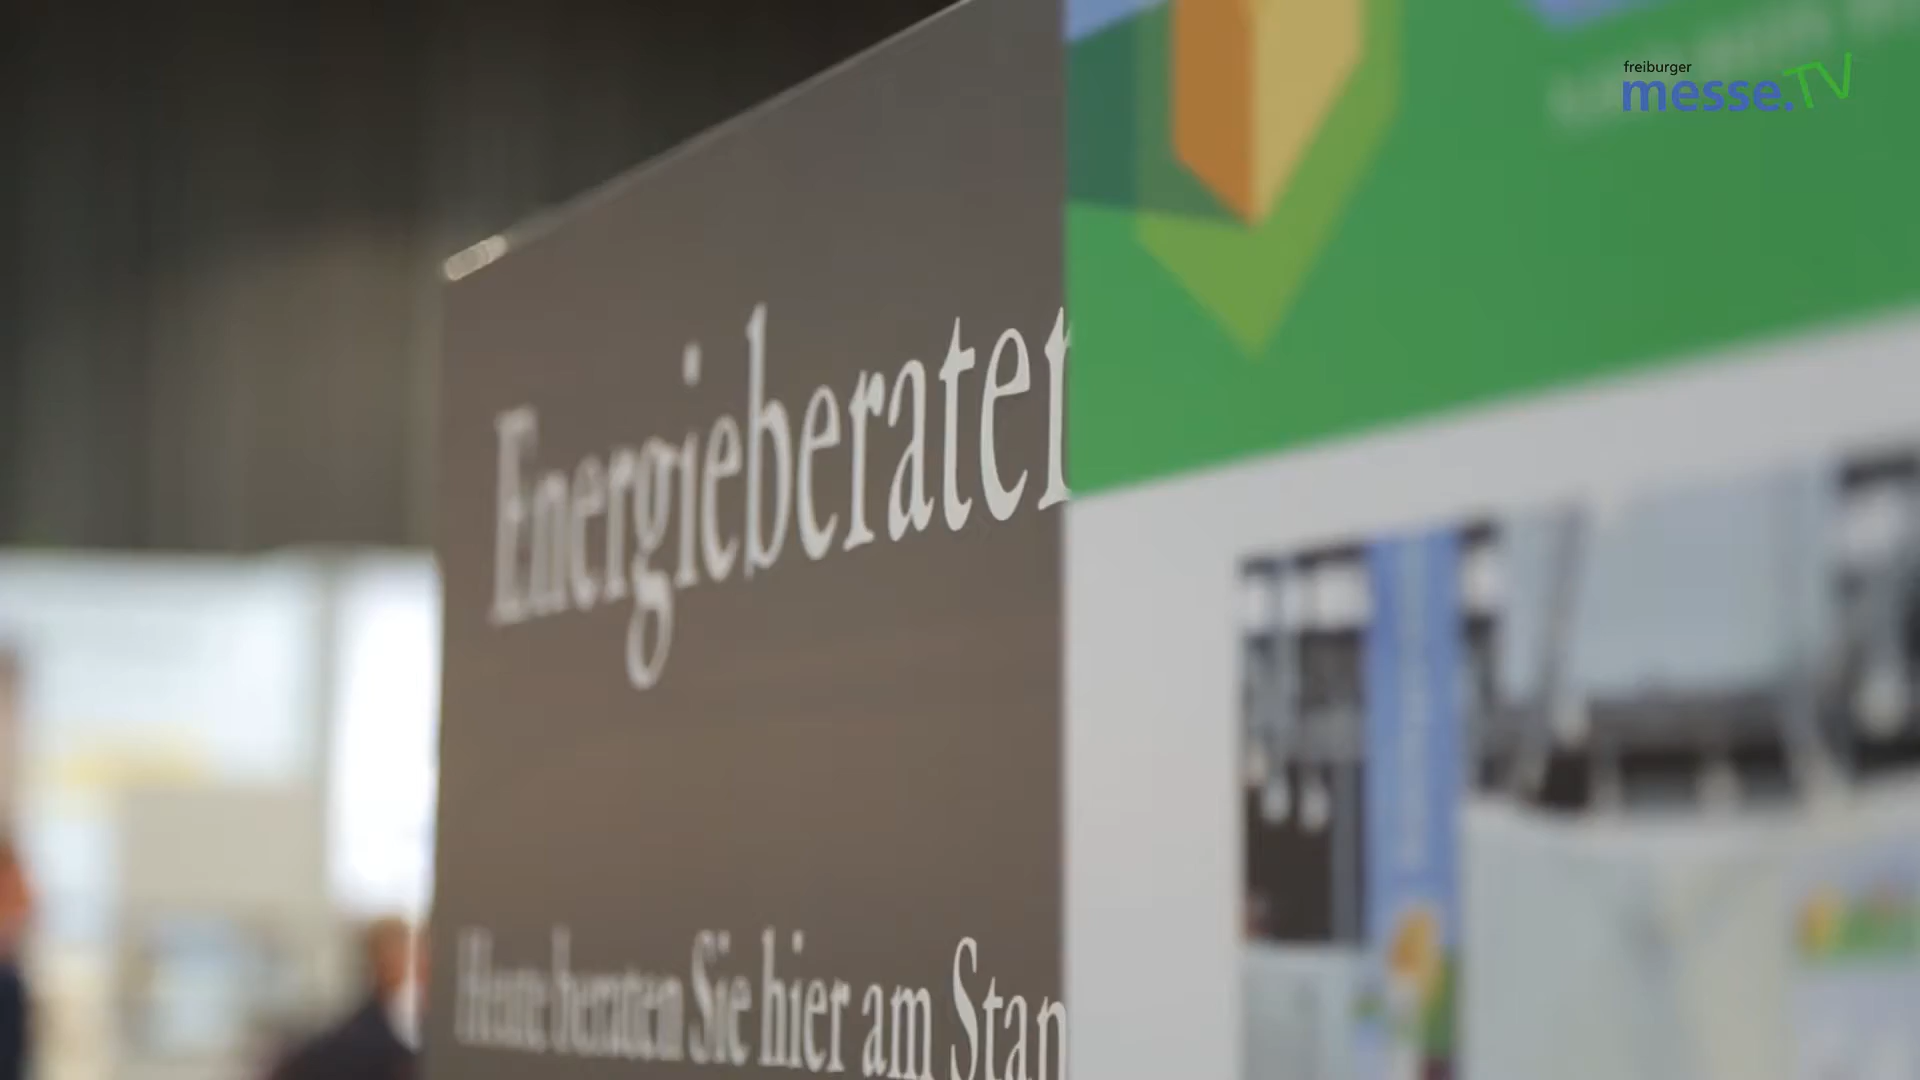 freiburger
messe.TV
Energieberater
Heute beraten Sie hier am Stan